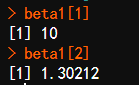 > beta1[1]
[1] 10
> beta1[2]
[1] 1.30212